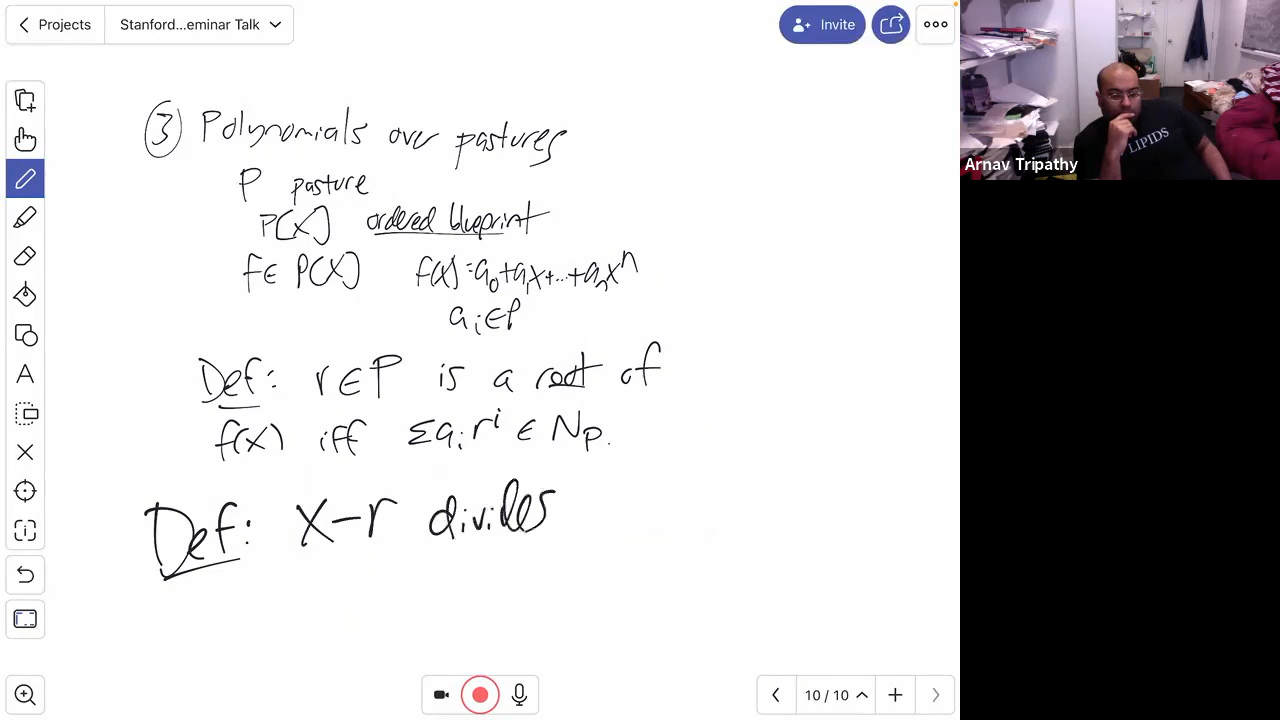 Projects
Stanford...eminar Talk
Invite
③ Polynomials over pastures
P pasture
P[X] ordered blueprint
f ∈ P[X] f(x) = a₀+a₁x+...+aₙxⁿ
aᵢ ∈ P
Def: r ∈ P is a root of
f(x) iff Σaᵢrⁱ ∈ N_P.
Def: X-r divides
A
10 / 10
LIPIDS
Arnav Tripathy